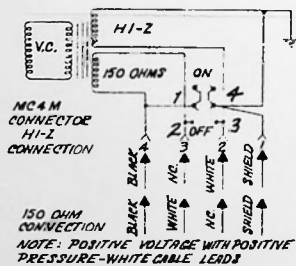 HI-Z
V.C.
150 OHMS
ON
1
4
MC4M
CONNECTOR
HI-Z
CONNECTION
2
OFF
3
4 3 2 1
BLACK NC. WHITE SHIELD
BLACK WHITE NC. SHIELD
150 OHM
CONNECTION
NOTE: POSITIVE VOLTAGE WITH POSITIVE
PRESSURE-WHITE CABLE LEADS